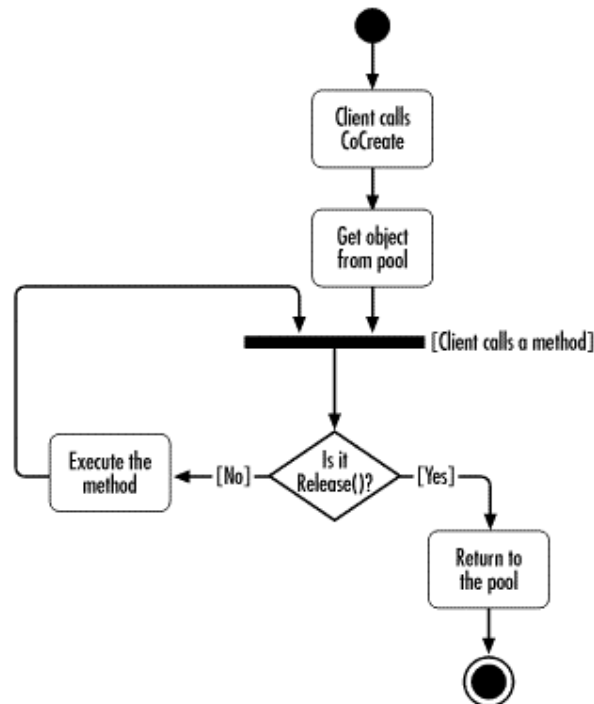 Client calls
CoCreate
Get object
from pool
[Client calls a method]
Is it
Release()?
[No]
[Yes]
Execute the
method
Return to
the pool